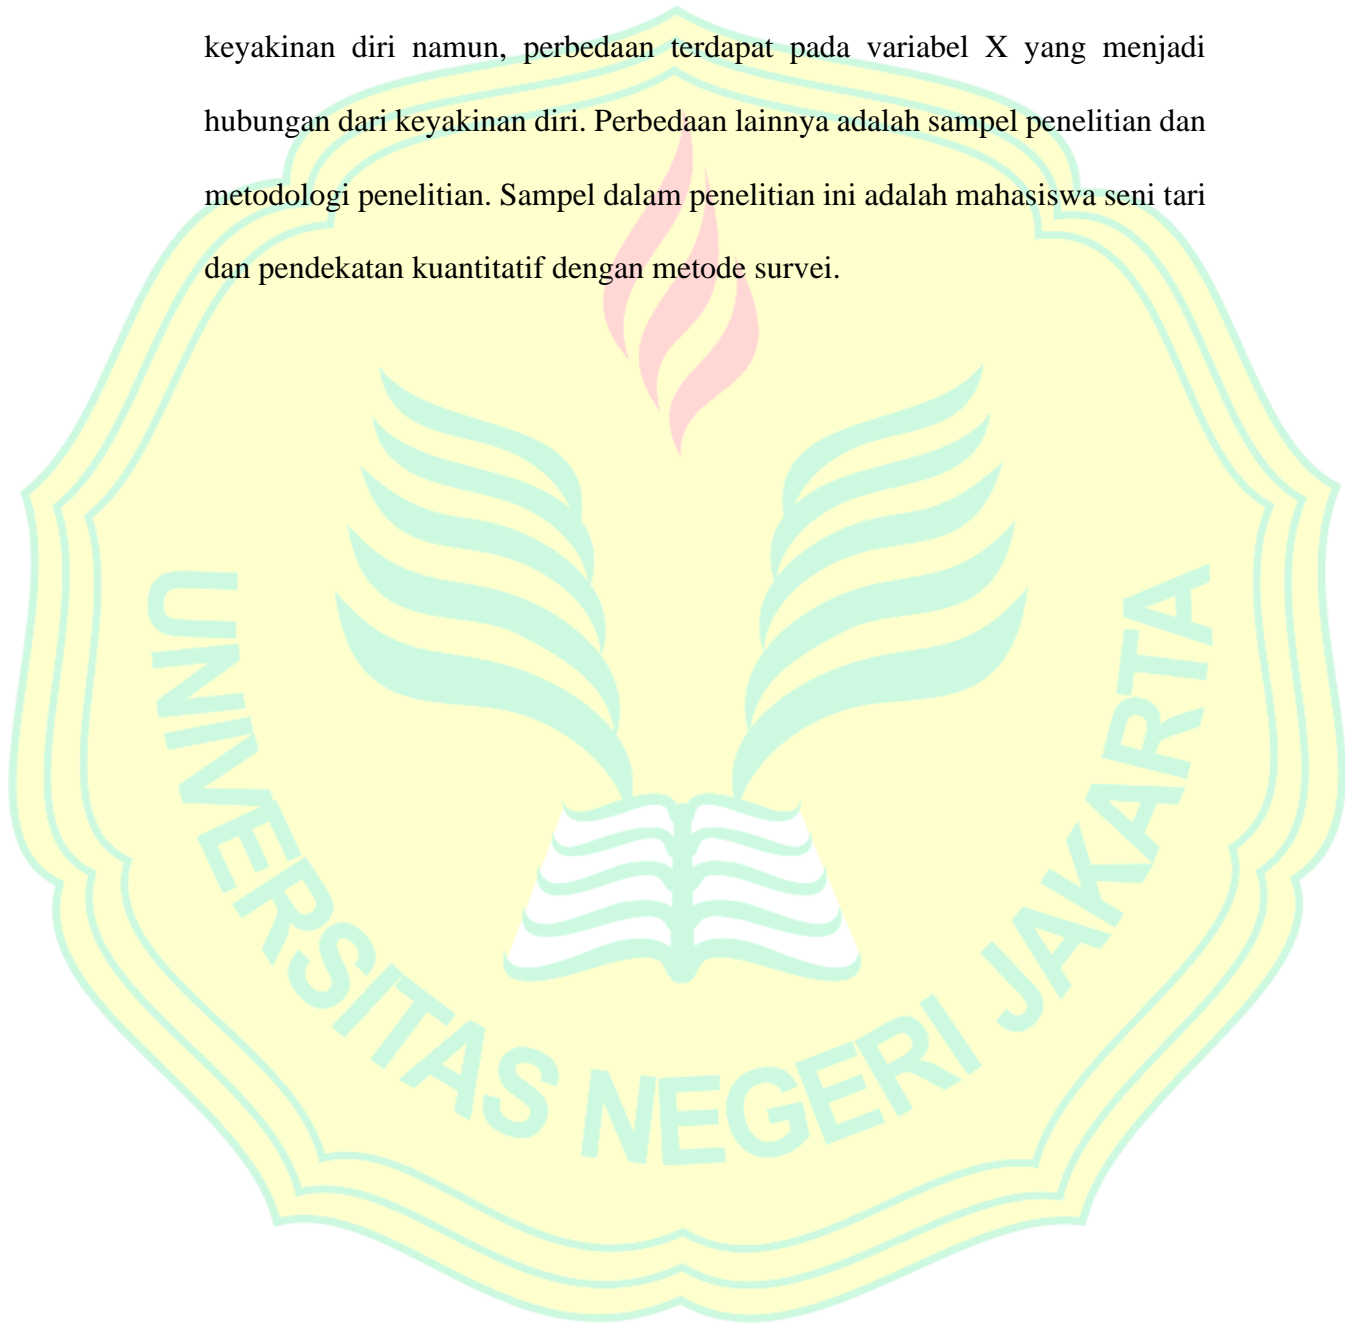 keyakinan diri namun, perbedaan terdapat pada variabel X yang menjadi
hubungan dari keyakinan diri. Perbedaan lainnya adalah sampel penelitian dan
metodologi penelitian. Sampel dalam penelitian ini adalah mahasiswa seni tari
dan pendekatan kuantitatif dengan metode survei.
UNIVERSITAS NEGERI JAKARTA